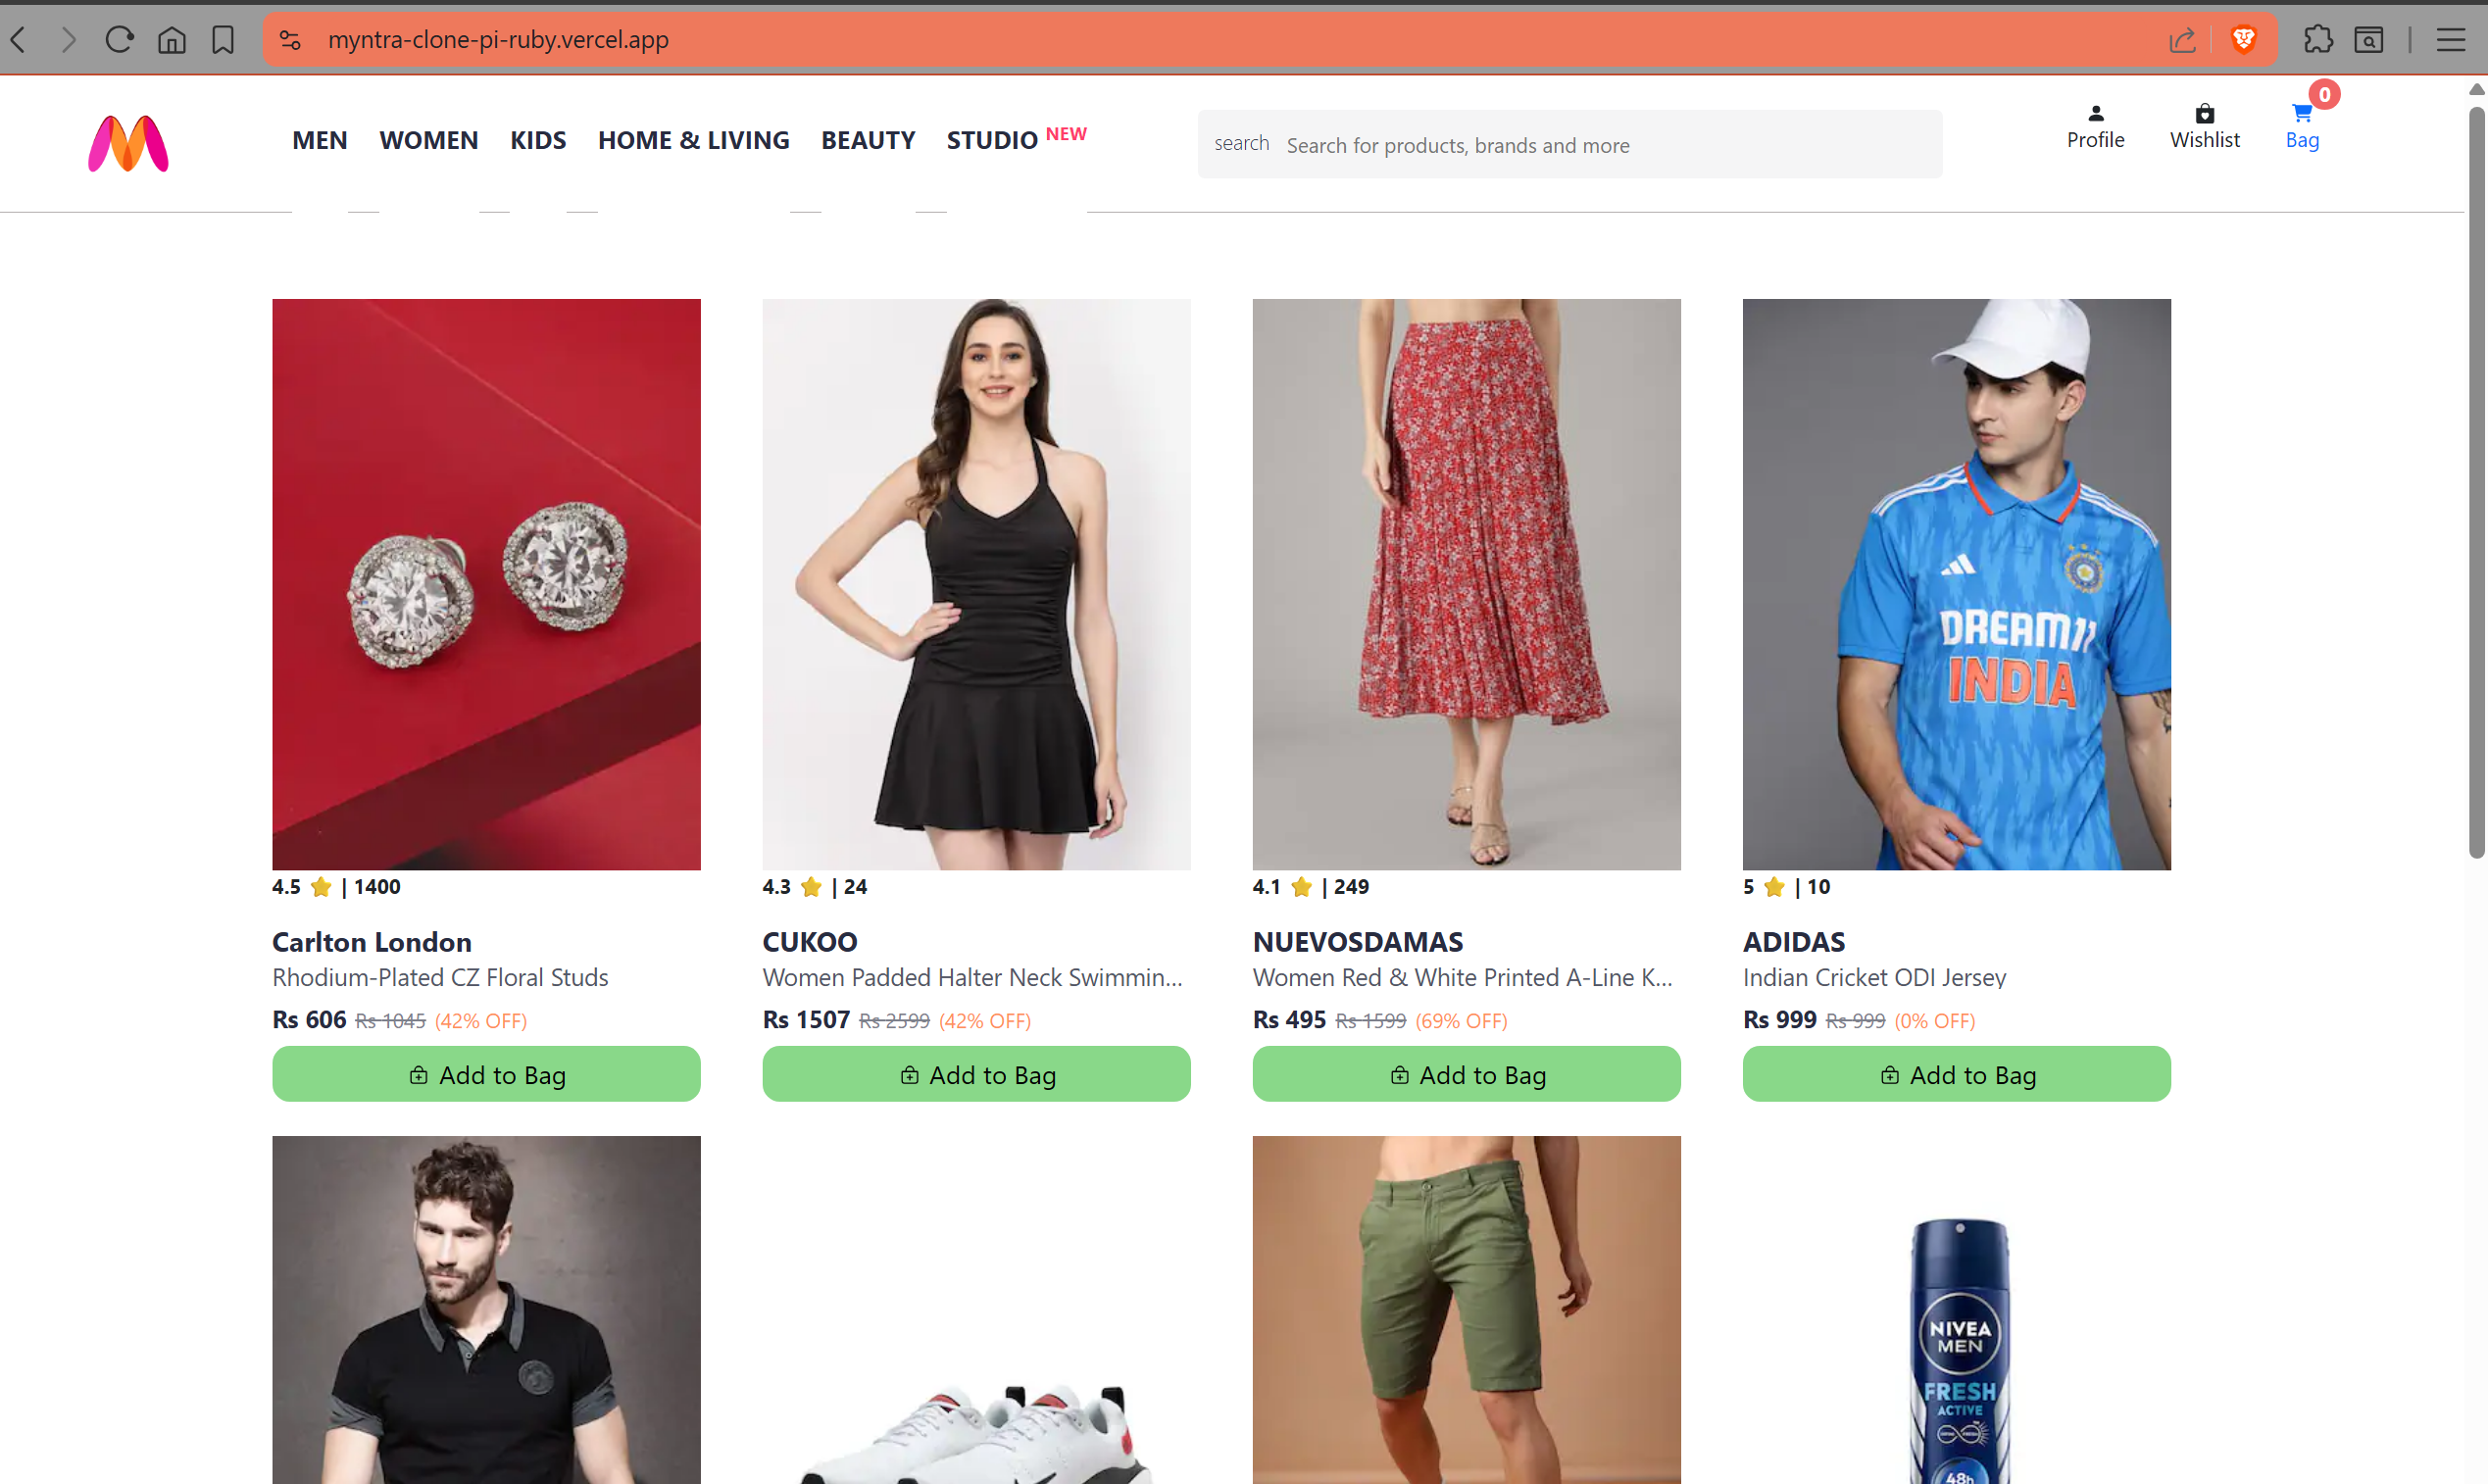 myntra-clone-pi-ruby.vercel.app
MEN WOMEN KIDS HOME & LIVING BEAUTY STUDIO NEW
search Search for products, brands and more
Profile Wishlist Bag 0
DREAM11
INDIA
4.5 ⭐ | 1400
Carlton London
Rhodium-Plated CZ Floral Studs
Rs 606 Rs 1045 (42% OFF)
Add to Bag
4.3 ⭐ | 24
CUKOO
Women Padded Halter Neck Swimmin...
Rs 1507 Rs 2599 (42% OFF)
Add to Bag
4.1 ⭐ | 249
NUEVOSDAMAS
Women Red & White Printed A-Line K...
Rs 495 Rs 1599 (69% OFF)
Add to Bag
5 ⭐ | 10
ADIDAS
Indian Cricket ODI Jersey
Rs 999 Rs 999 (0% OFF)
Add to Bag
NIVEA
MEN
FRESH
ACTIVE
48h